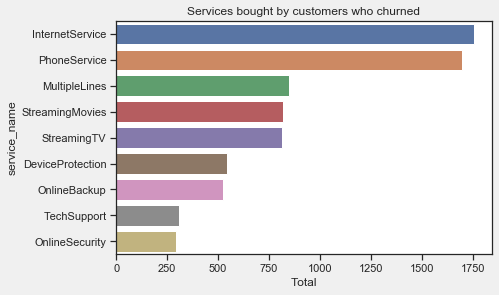 Services bought by customers who churned
service_name
InternetService
PhoneService
MultipleLines
StreamingMovies
StreamingTV
DeviceProtection
OnlineBackup
TechSupport
OnlineSecurity
0 250 500 750 1000 1250 1500 1750
Total